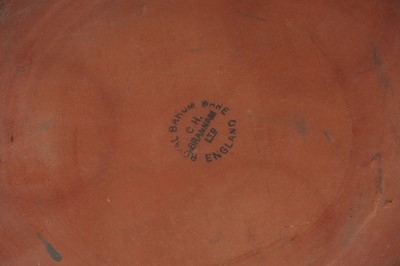 ROYAL BARUM WARE
C.H.
BRANNAM
LTD
ENGLAND